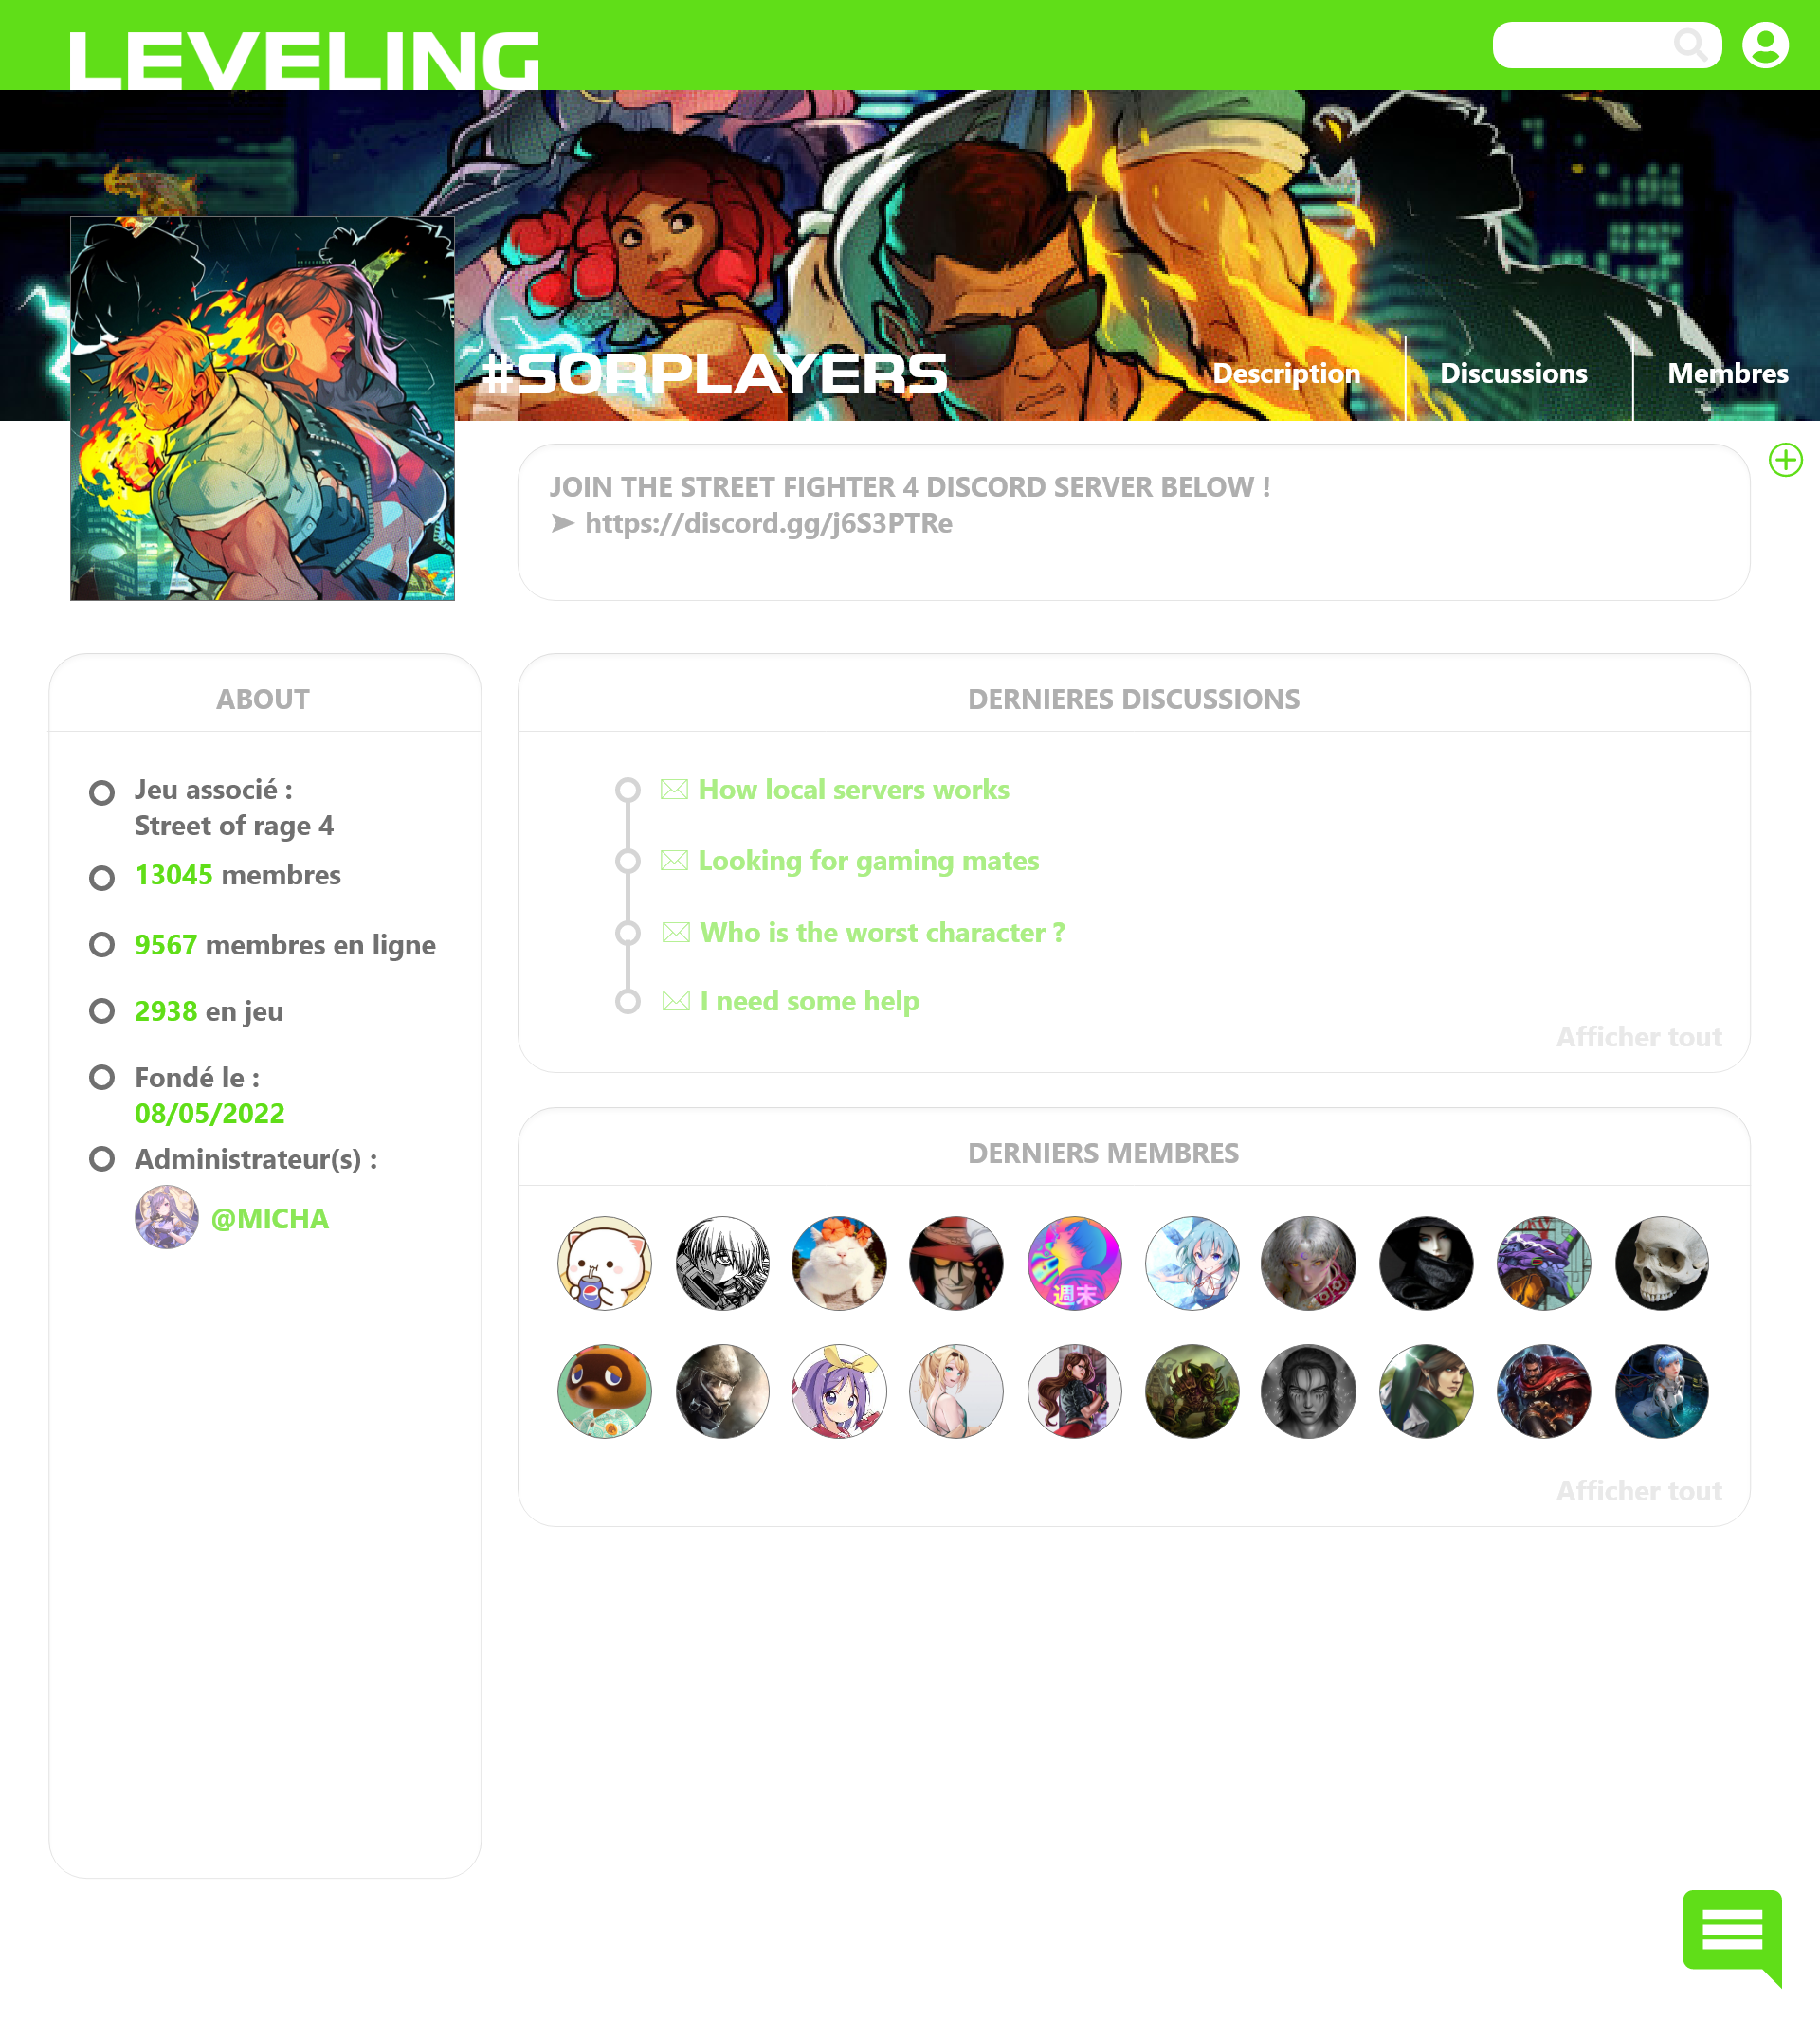 LEVELING
#SORPLAYERS
Description
Discussions
Membres
JOIN THE STREET FIGHTER 4 DISCORD SERVER BELOW !
➤ https://discord.gg/j6S3PTRe
ABOUT
Jeu associé :
Street of rage 4
13045 membres
9567 membres en ligne
2938 en jeu
Fondé le :
08/05/2022
Administrateur(s) :
@MICHA
DERNIERES DISCUSSIONS
How local servers works
Looking for gaming mates
Who is the worst character ?
I need some help
Afficher tout
DERNIERS MEMBRES
週末
Afficher tout